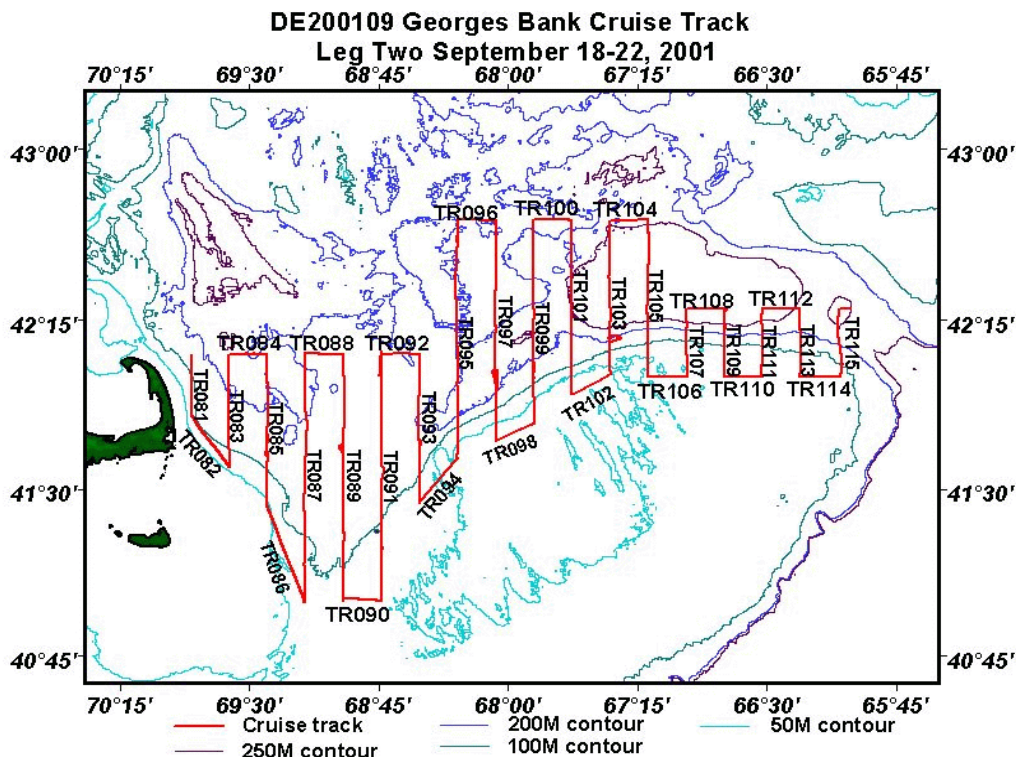 DE200109 Georges Bank Cruise Track
Leg Two September 18-22, 2001
70°15' 69°30' 68°45' 68°00' 67°15' 66°30' 65°45'
43°00' 43°00'
TR096 TR100 TR104
TR095 TR097 TR099 TR101 TR103 TR105
TR108 TR112
42°15' 42°15'
TR107 TR109 TR111 TR113 TR115
TR084 TR088 TR092
TR106 TR110 TR114
TR081 TR083 TR085 TR093 TR102
TR082 TR098
TR087 TR089 TR091 TR094
41°30' 41°30'
TR086
TR090
40°45' 40°45'
70°15' 69°30' 68°45' 68°00' 67°15' 66°30' 65°45'
Cruise track 200M contour 50M contour
250M contour 100M contour